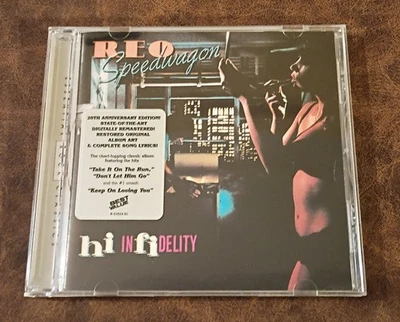 REO
Speedwagon
20TH ANNIVERSARY EDITION!
STATE-OF-THE-ART
DIGITALLY REMASTERED!
RESTORED ORIGINAL
ALBUM ART
& COMPLETE SONG LYRICS!
The chart-topping classic album
featuring the hits
"Take It On The Run,"
"Don't Let Him Go"
and the #1 smash
"Keep On Loving You"
BEST
VALUE
hi INfiDELITY